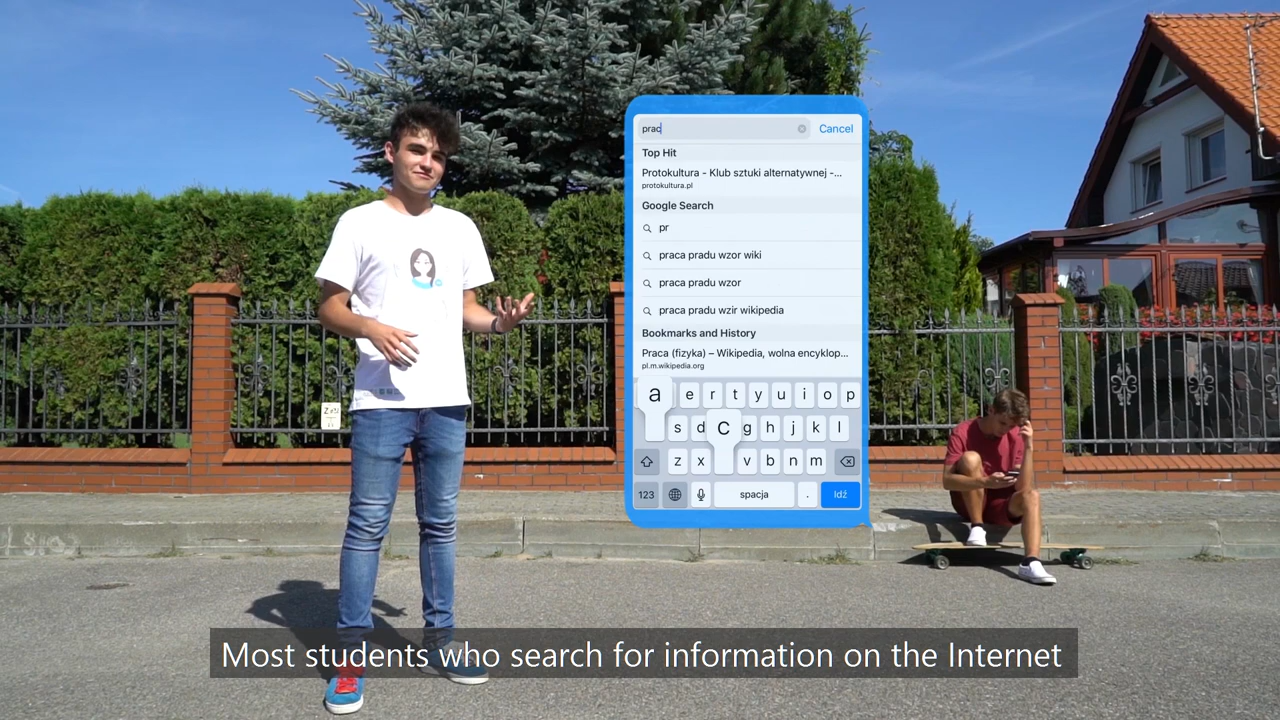 prac
Cancel
Top Hit
Protokultura - Klub sztuki alternatywnej -...
protokultura.pl
Google Search
pr
praca pradu wzor wiki
praca pradu wzor
praca pradu wzir wikipedia
Bookmarks and History
Praca (fizyka) – Wikipedia, wolna encyklop...
pl.m.wikipedia.org
a e r t y u i o p
s d c g h j k l
z x v b n m
123 spacja . Idź
Most students who search for information on the Internet